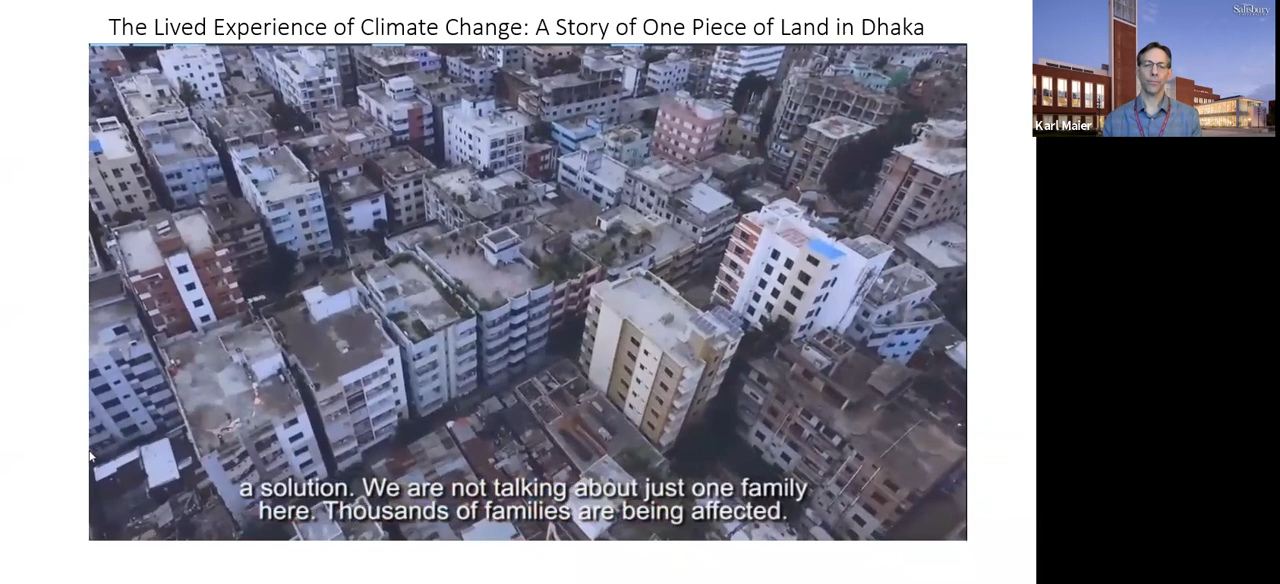 The Lived Experience of Climate Change: A Story of One Piece of Land in Dhaka
Salisbury
Karl Maier
a solution. We are not talking about just one family
here. Thousands of families are being affected.